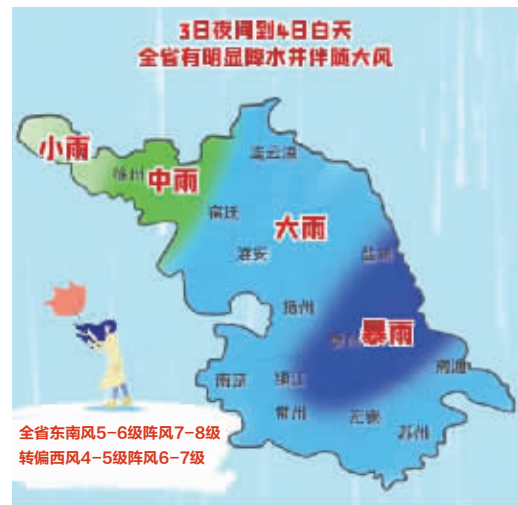 3日夜间到4日白天
全省有明显降水并伴随大风
连云港
小雨
徐州
中雨
宿迁
大雨
淮安
盐城
扬州
暴雨
南通
南京
镇江
常州
无锡
苏州
全省东南风5-6级阵风7-8级
转偏西风4-5级阵风6-7级